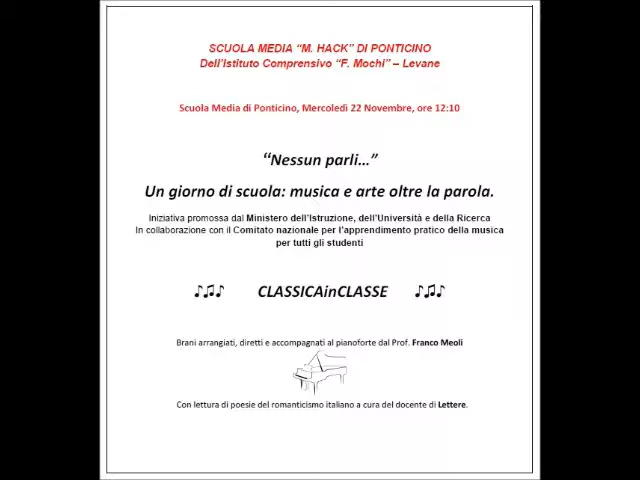 SCUOLA MEDIA “M. HACK” DI PONTICINO
Dell’Istituto Comprensivo “F. Mochi” – Levane
Scuola Media di Ponticino, Mercoledì 22 Novembre, ore 12:10
“Nessun parli…”
Un giorno di scuola: musica e arte oltre la parola.
Iniziativa promossa dal Ministero dell’Istruzione, dell’Università e della Ricerca
In collaborazione con il Comitato nazionale per l’apprendimento pratico della musica
per tutti gli studenti
♪♫♪ CLASSICAinCLASSE ♪♫♪
Brani arrangiati, diretti e accompagnati al pianoforte dal Prof. Franco Meoli
Con lettura di poesie del romanticismo italiano a cura del docente di Lettere.